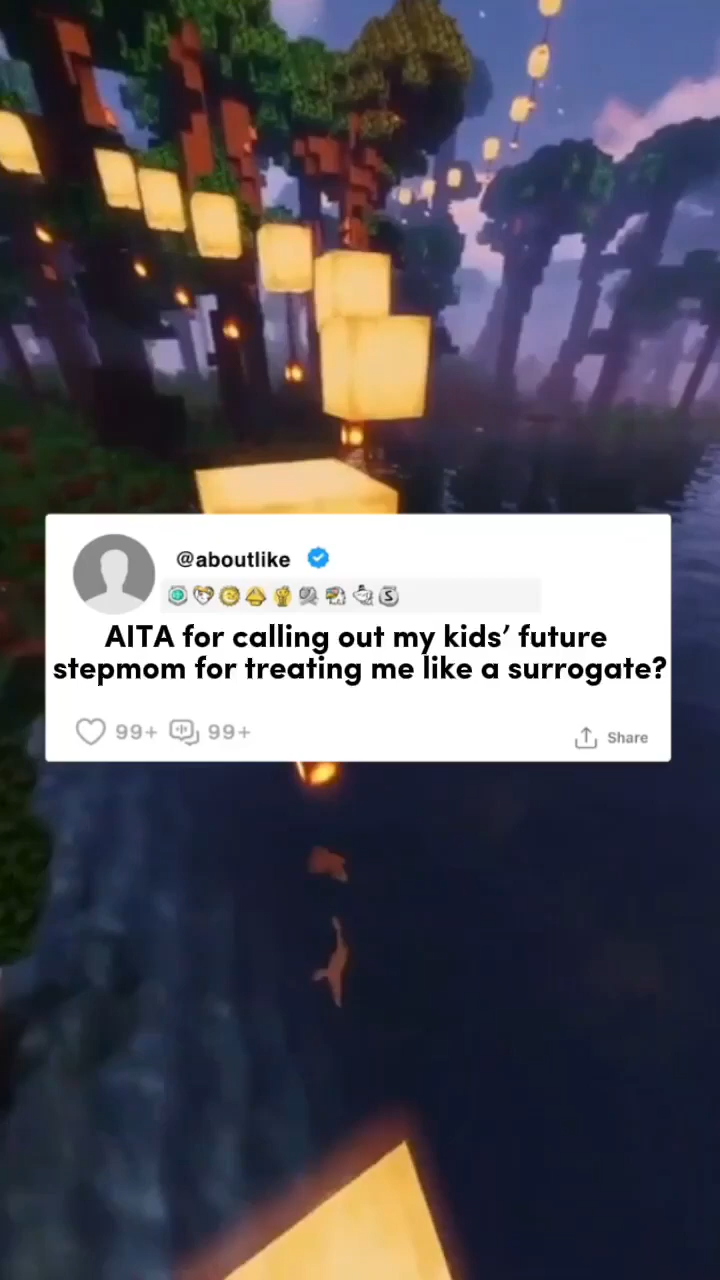 @aboutlike
AITA for calling out my kids’ future
stepmom for treating me like a surrogate?
99+ 99+
Share